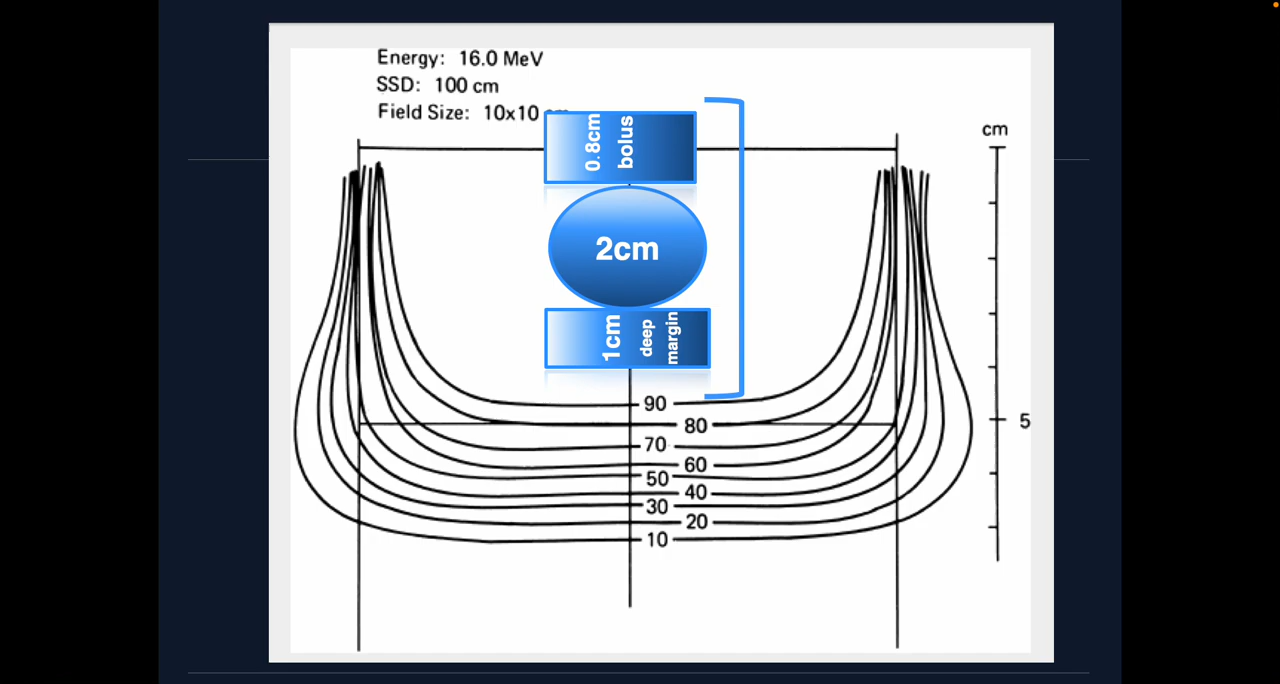 Energy: 16.0 MeV
SSD: 100 cm
Field Size: 10x10
cm
0.8cm
bolus
2cm
1cm
deep
margin
90
80
5
70
60
50
40
30
20
10